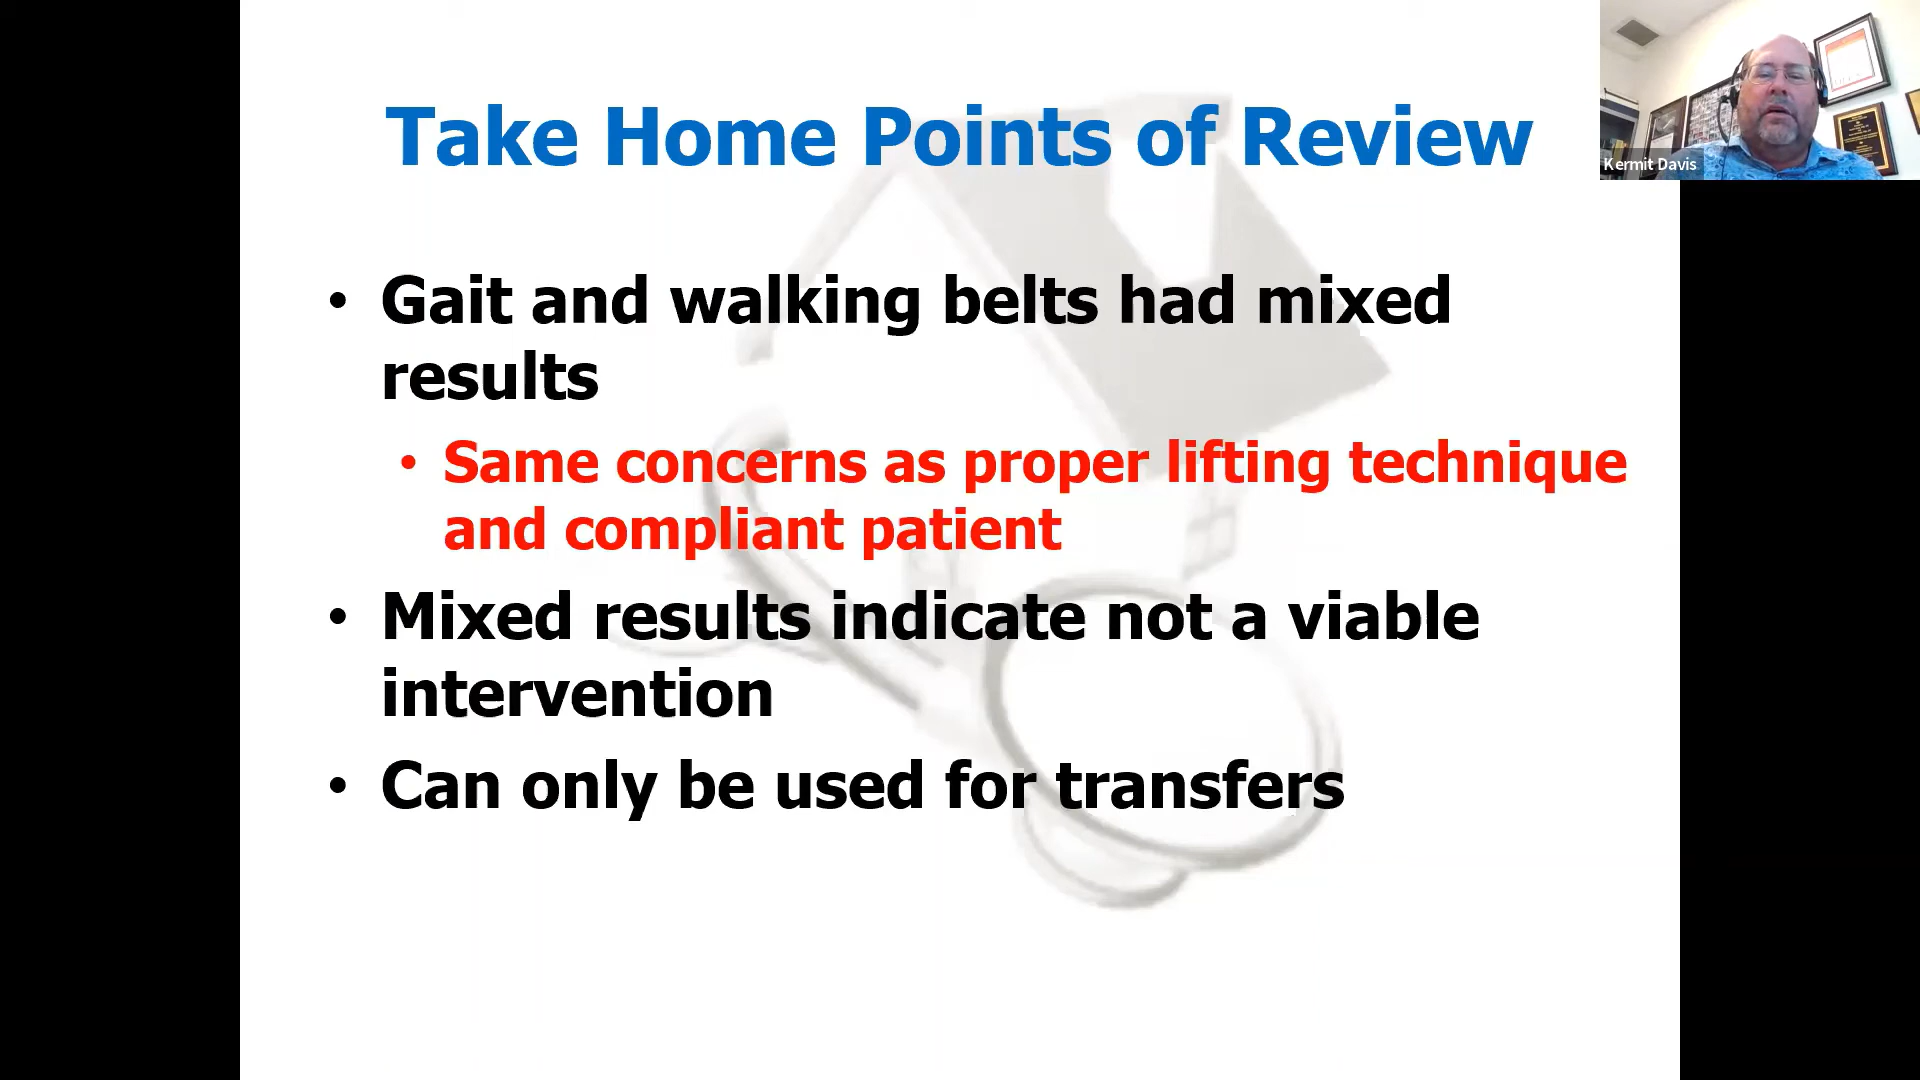 Take Home Points of Review
Kermit Davis
• Gait and walking belts had mixed
results
• Same concerns as proper lifting technique
and compliant patient
• Mixed results indicate not a viable
intervention
• Can only be used for transfers